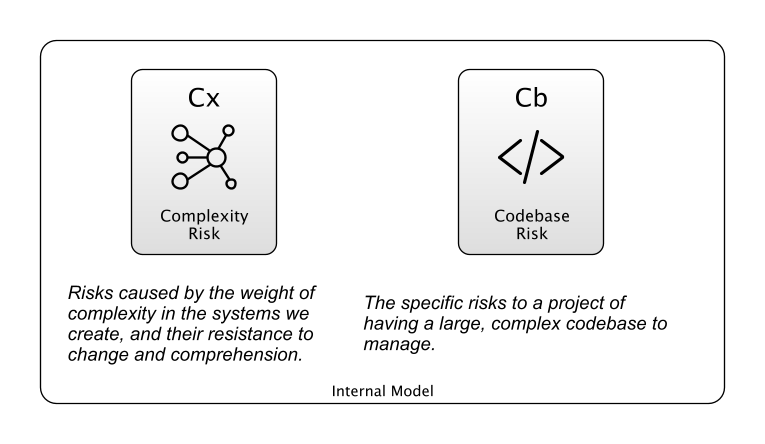 Cx
Complexity
Risk
Risks caused by the weight of
complexity in the systems we
create, and their resistance to
change and comprehension.
Cb
Codebase
Risk
The specific risks to a project of
having a large, complex codebase to
manage.
Internal Model